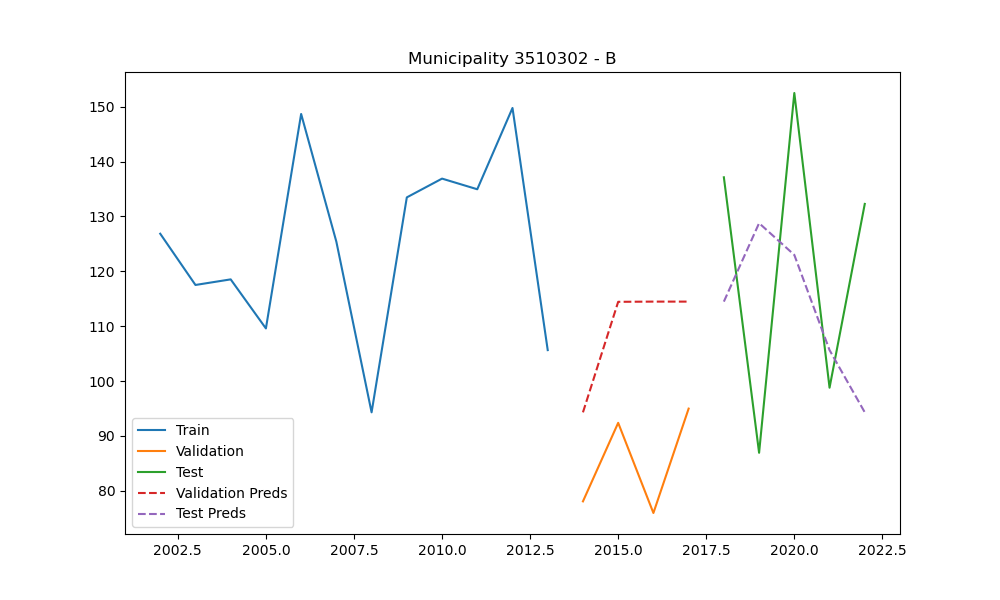 Municipality 3510302 - B
150
140
130
120
110
100
90
80
Train
Validation
Test
Validation Preds
Test Preds
2002.5 2005.0 2007.5 2010.0 2012.5 2015.0 2017.5 2020.0 2022.5